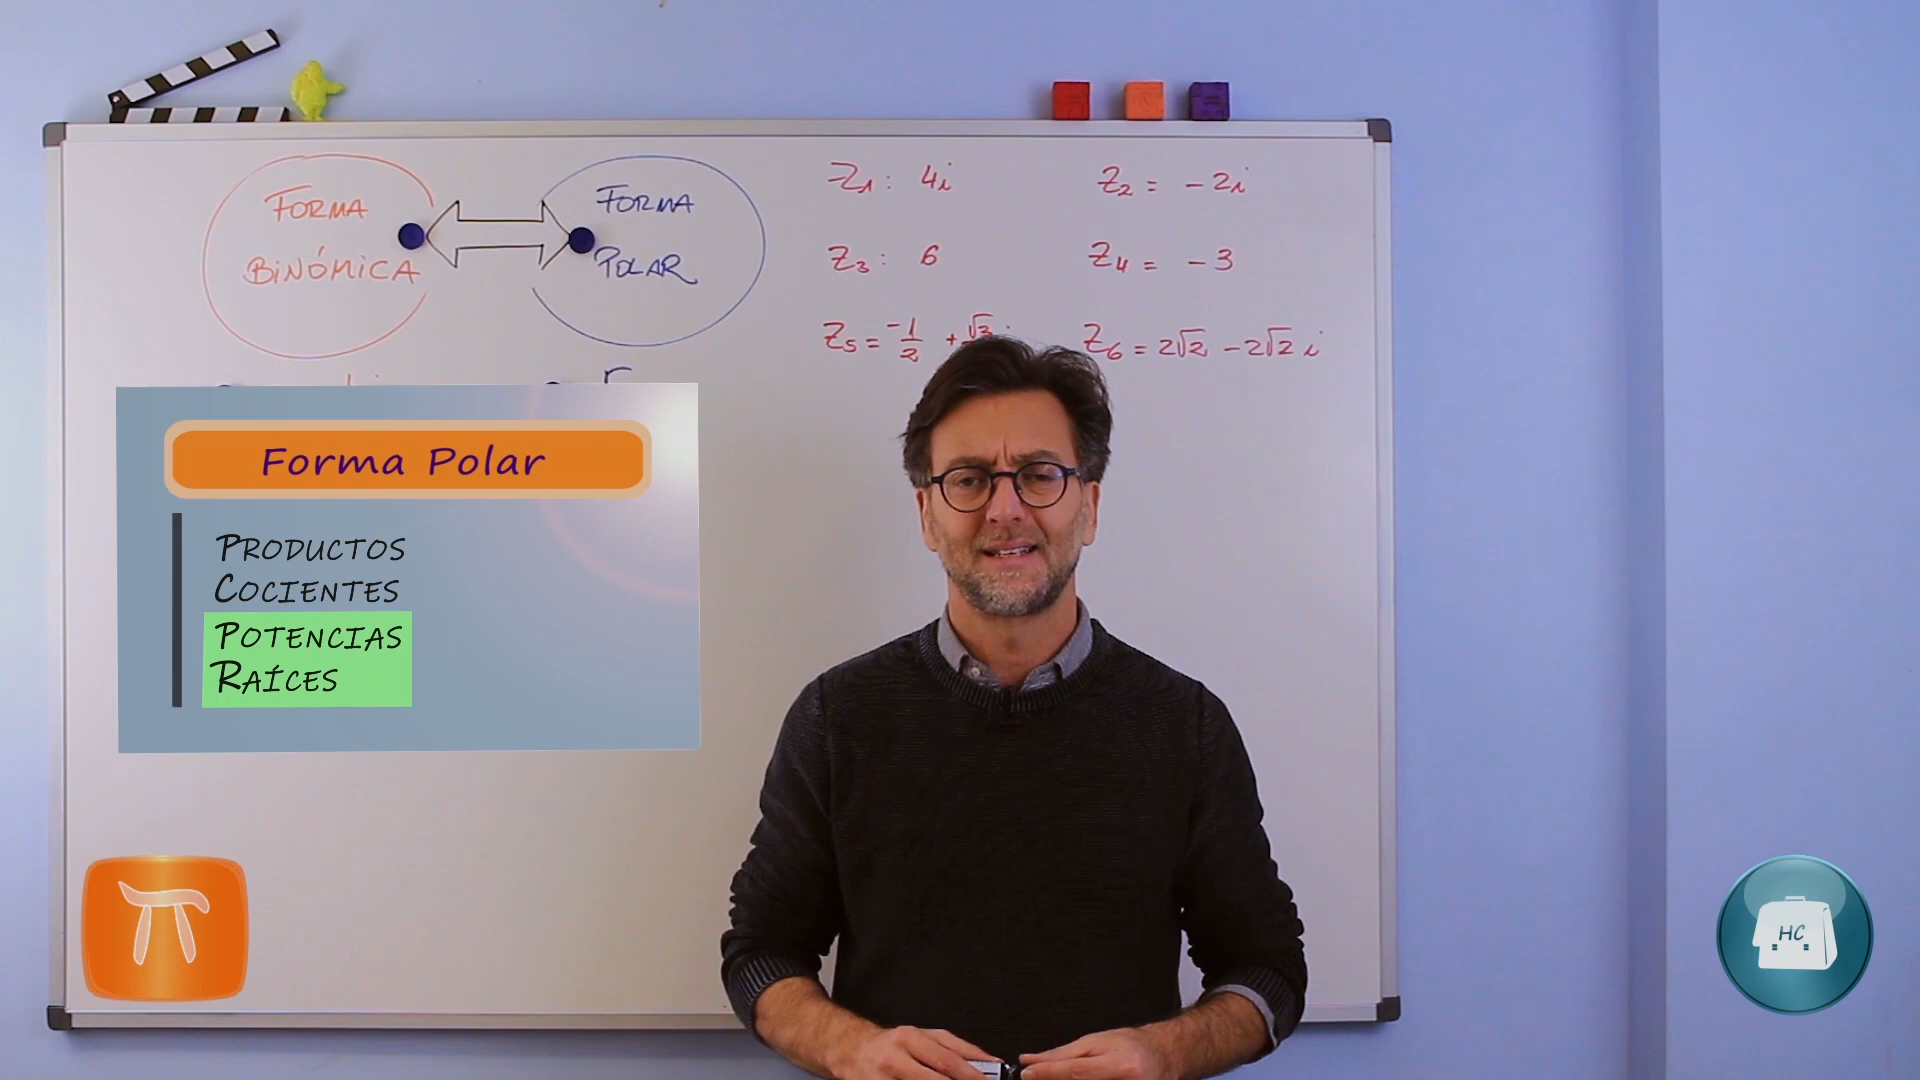 FORMA
BINÓMICA
FORMA
POLAR
Z1: 4i
Z2 = -2i
Z3: 6
Z4 = -3
Z5 = -1/2 + √3
Z6 = 2√2 - 2√2 i
Forma Polar
PRODUCTOS
COCIENTES
POTENCIAS
RAÍCES
π
HC